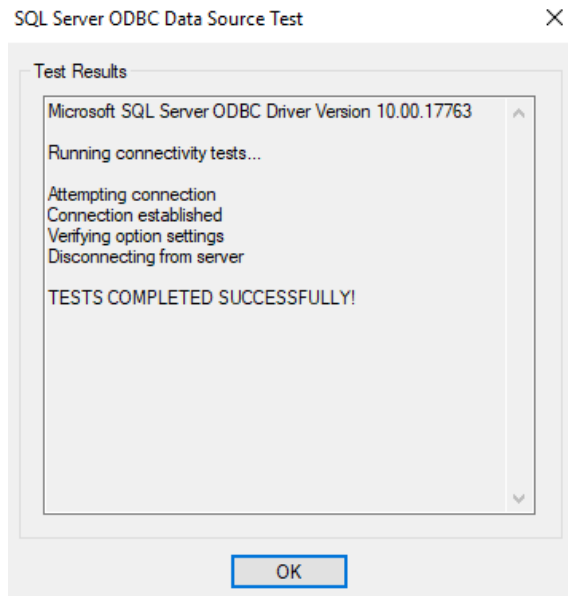 SQL Server ODBC Data Source Test
Test Results
Microsoft SQL Server ODBC Driver Version 10.00.17763
Running connectivity tests...
Attempting connection
Connection established
Verifying option settings
Disconnecting from server
TESTS COMPLETED SUCCESSFULLY!
OK